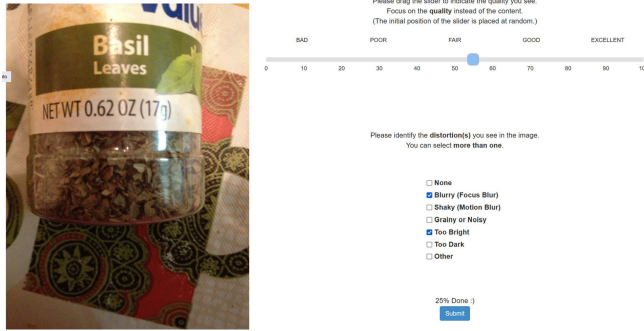 Basil
Leaves
NET WT 0.62 OZ (17g)
Please drag the slider to indicate the quality you see.
Focus on the quality instead of the content.
(The initial position of the slider is placed at random.)
BAD POOR FAIR GOOD EXCELLENT
0 10 20 30 40 50 60 70 80 90
Please identify the distortion(s) you see in the image.
You can select more than one.
None
Blurry (Focus Blur)
Shaky (Motion Blur)
Grainy or Noisy
Too Bright
Too Dark
Other
25% Done :)
Submit